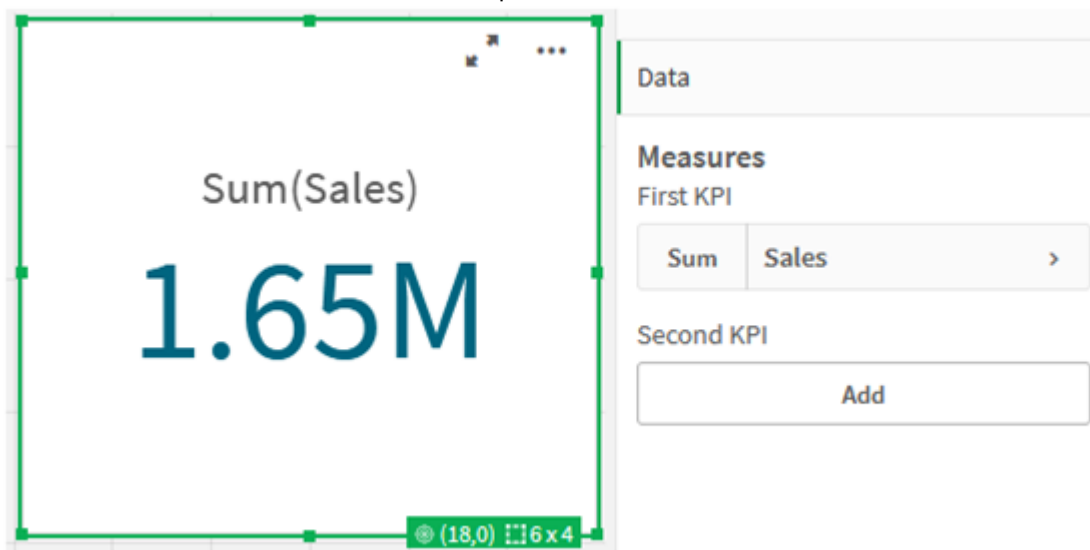 Sum(Sales)
1.65M
(18,0) 6 x 4
Data
Measures
First KPI
Sum Sales
Second KPI
Add